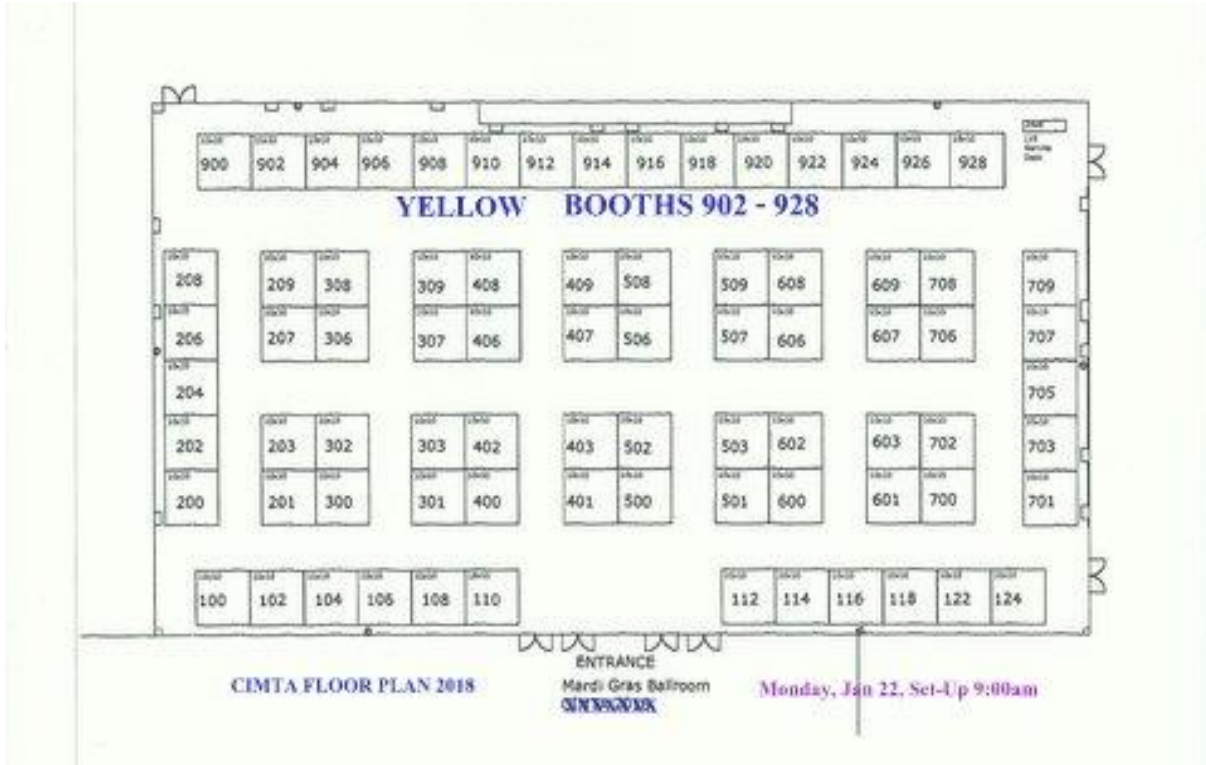 900 902 904 906 908 910 912 914 916 918 920 922 924 926 928
YELLOW BOOTHS 902 - 928
208 209 308 309 408 409 508 509 608 609 708 709
206 207 306 307 406 407 506 507 606 607 706 707
204 705
202 203 302 303 402 403 502 503 602 603 702 703
200 201 300 301 400 401 500 501 600 601 700 701
100 102 104 106 108 110 112 114 116 118 122 124
ENTRANCE
CIMTA FLOOR PLAN 2018 Mardi Gras Ballroom Monday, Jan 22, Set-Up 9:00am